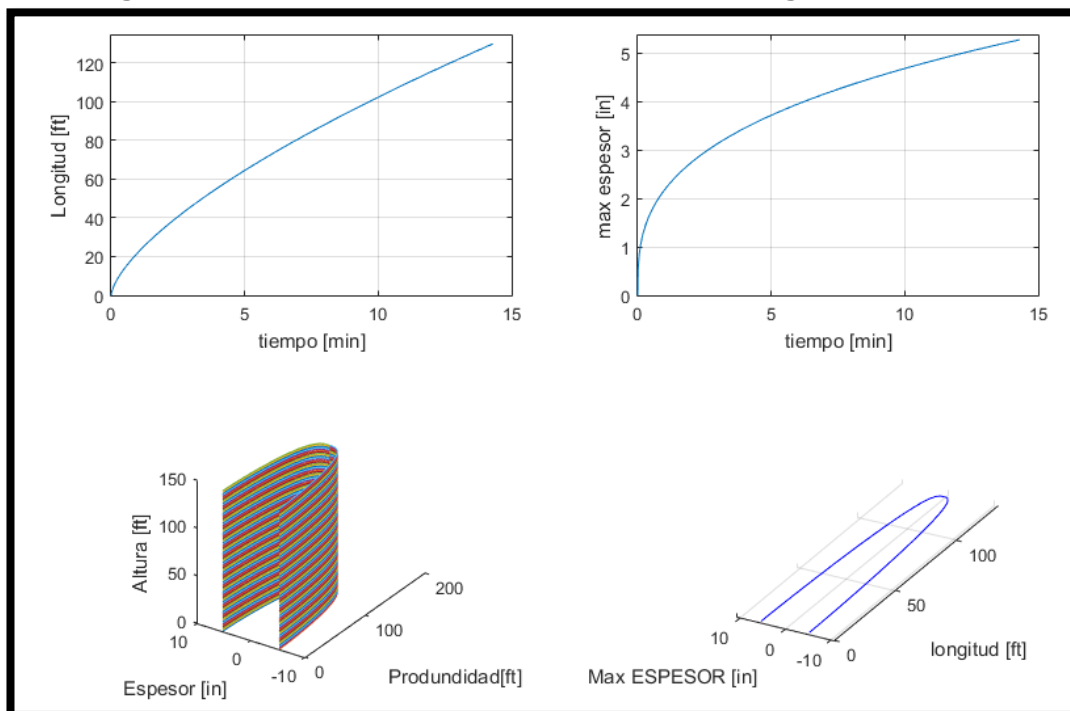 120
100
80
60
40
20
0
Longitud [ft]
0 5 10 15
tiempo [min]
5
4
3
2
1
0
max espesor [in]
0 5 10 15
tiempo [min]
150
100
50
0
Altura [ft]
10 0 -10
Espesor [in]
0 100 200
Produndidad[ft]
10 0 -10
Max ESPESOR [in]
0 50 100
longitud [ft]